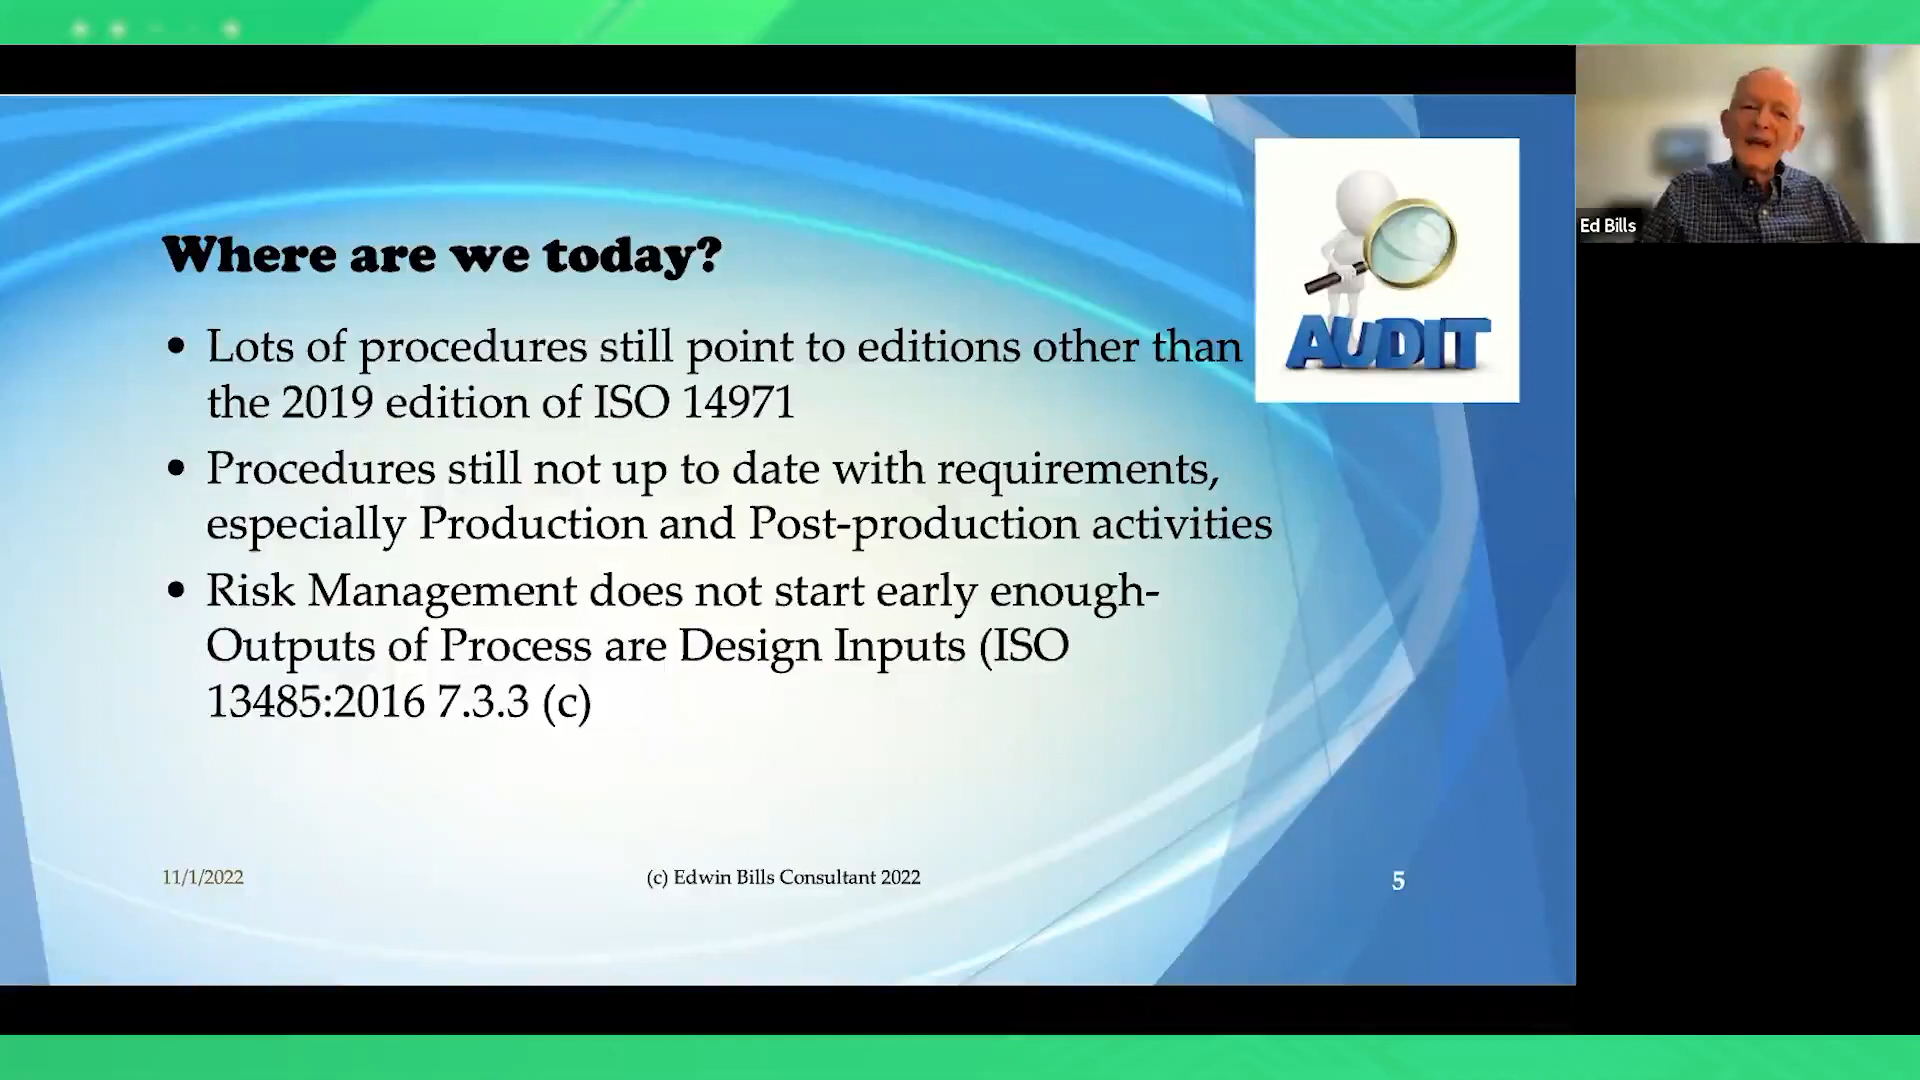 Where are we today?
• Lots of procedures still point to editions other than
the 2019 edition of ISO 14971
• Procedures still not up to date with requirements,
especially Production and Post-production activities
• Risk Management does not start early enough-
Outputs of Process are Design Inputs (ISO
13485:2016 7.3.3 (c)
AUDIT
Ed Bills
11/1/2022
(c) Edwin Bills Consultant 2022
5